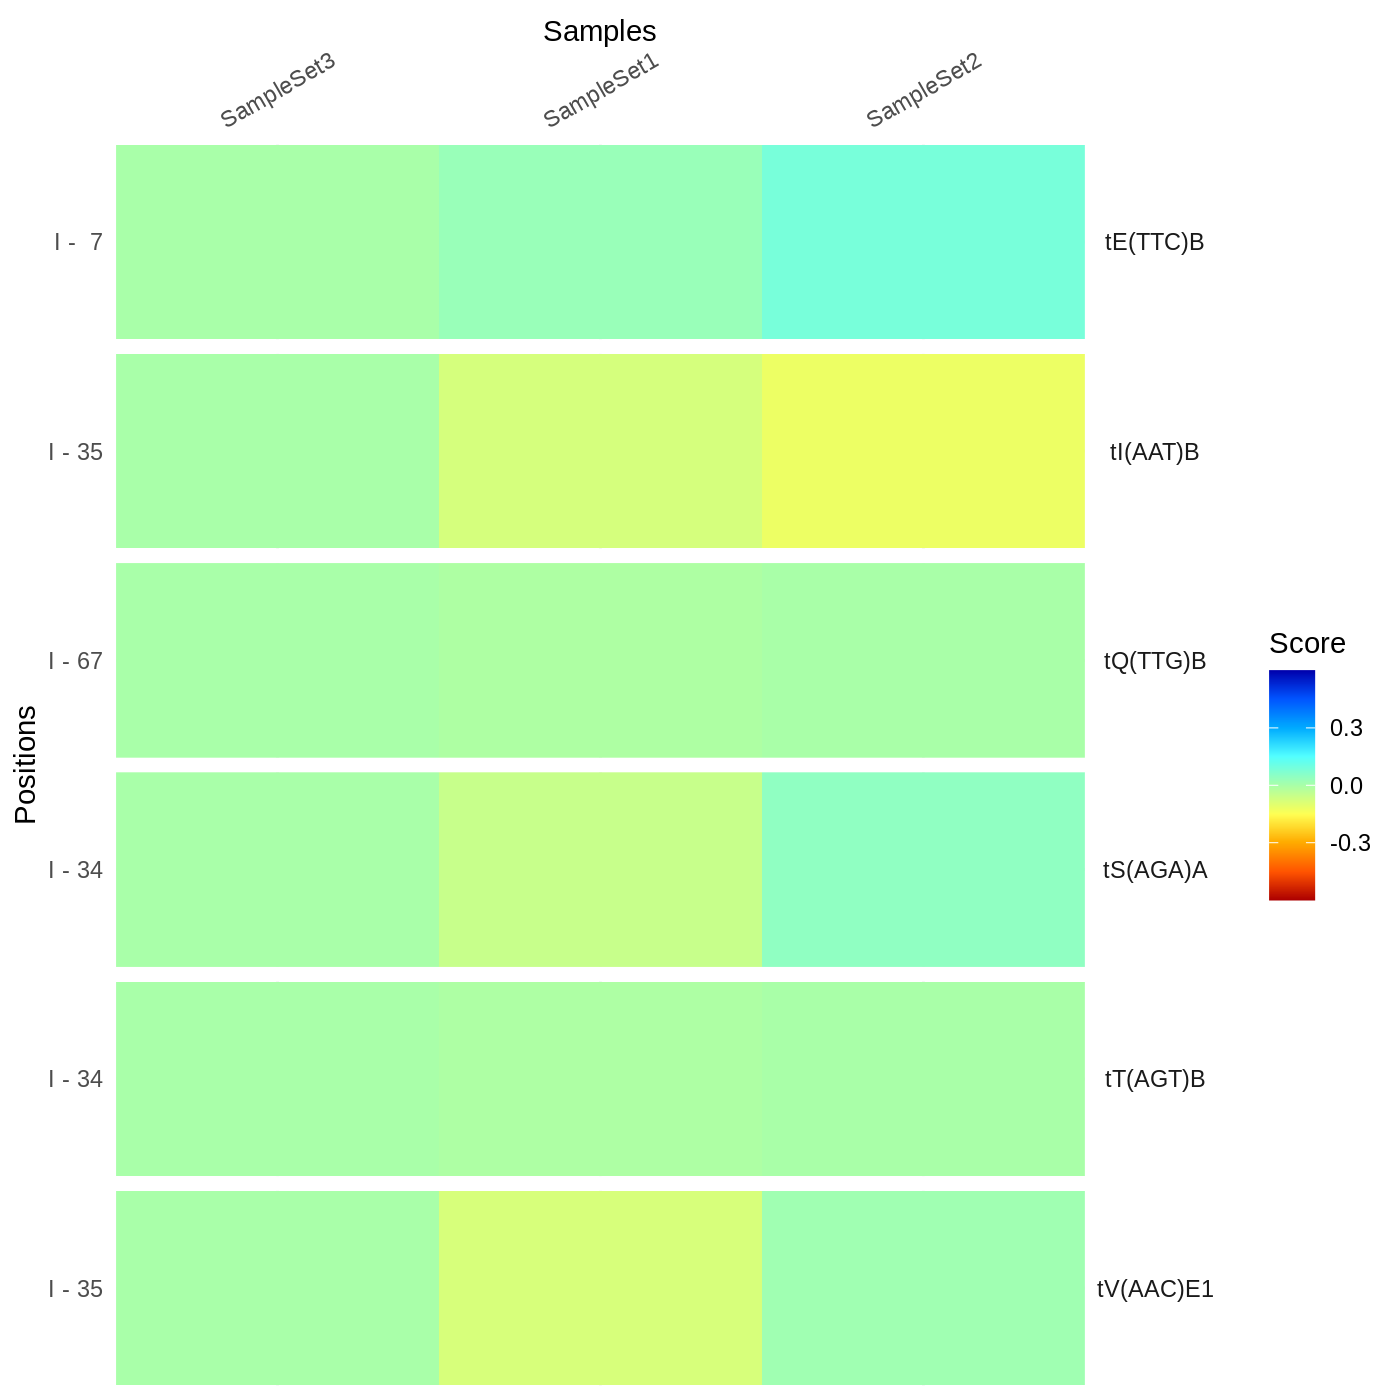 Samples
SampleSet3 SampleSet1 SampleSet2
I -  7 tE(TTC)B
I - 35 tI(AAT)B
I - 67 tQ(TTG)B
I - 34 tS(AGA)A
I - 34 tT(AGT)B
I - 35 tV(AAC)E1
Positions
Score
0.3
0.0
-0.3